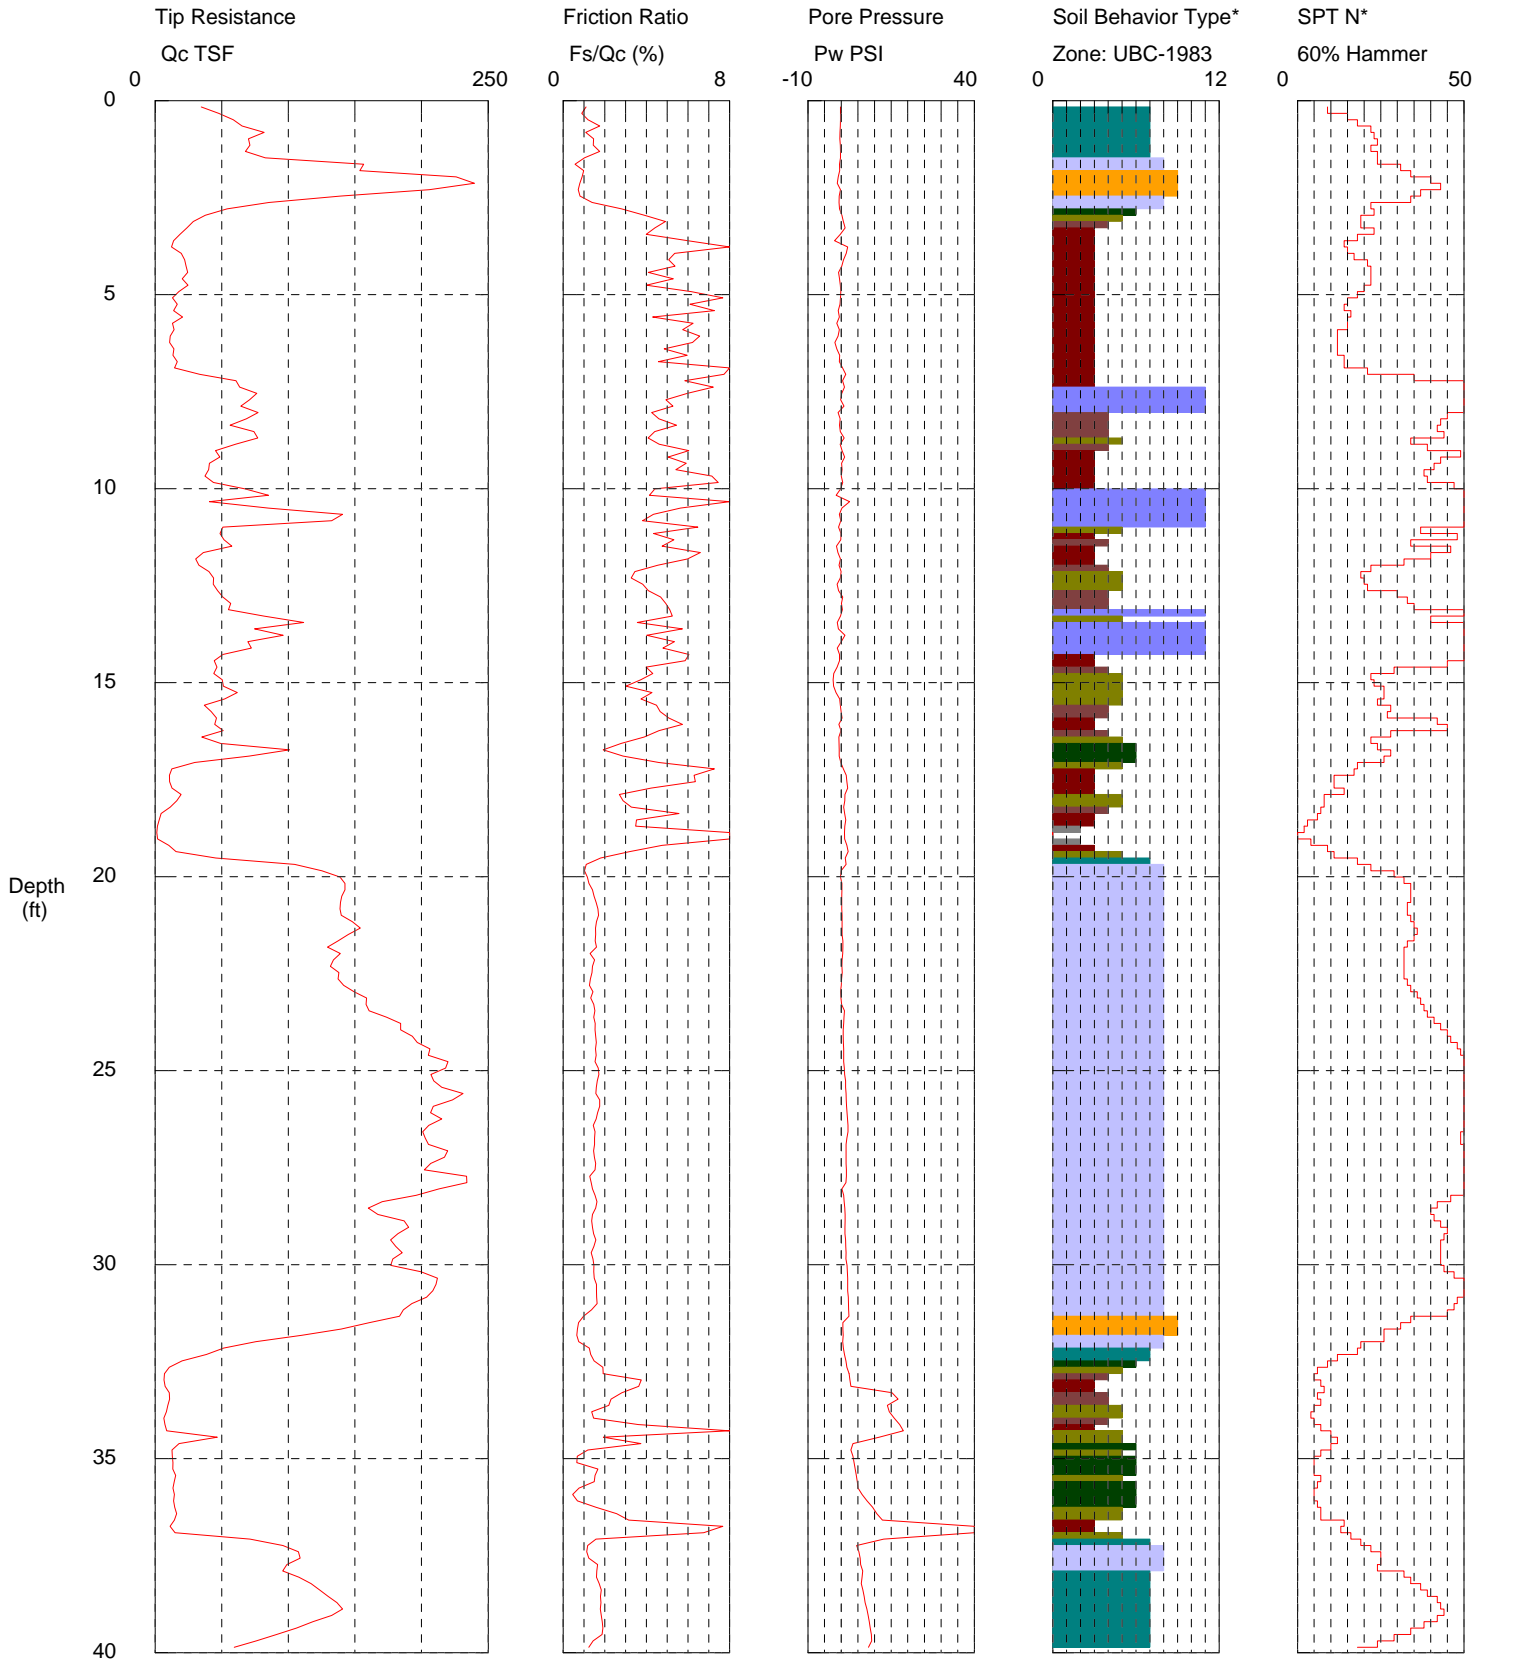 Tip Resistance
Friction Ratio
Pore Pressure
Soil Behavior Type*
SPT N*
Qc TSF
Fs/Qc (%)
Pw PSI
Zone: UBC-1983
60% Hammer
0 250
0 8
-10 40
0 12
0 50
0
5
10
15
20
Depth
(ft)
25
30
35
40